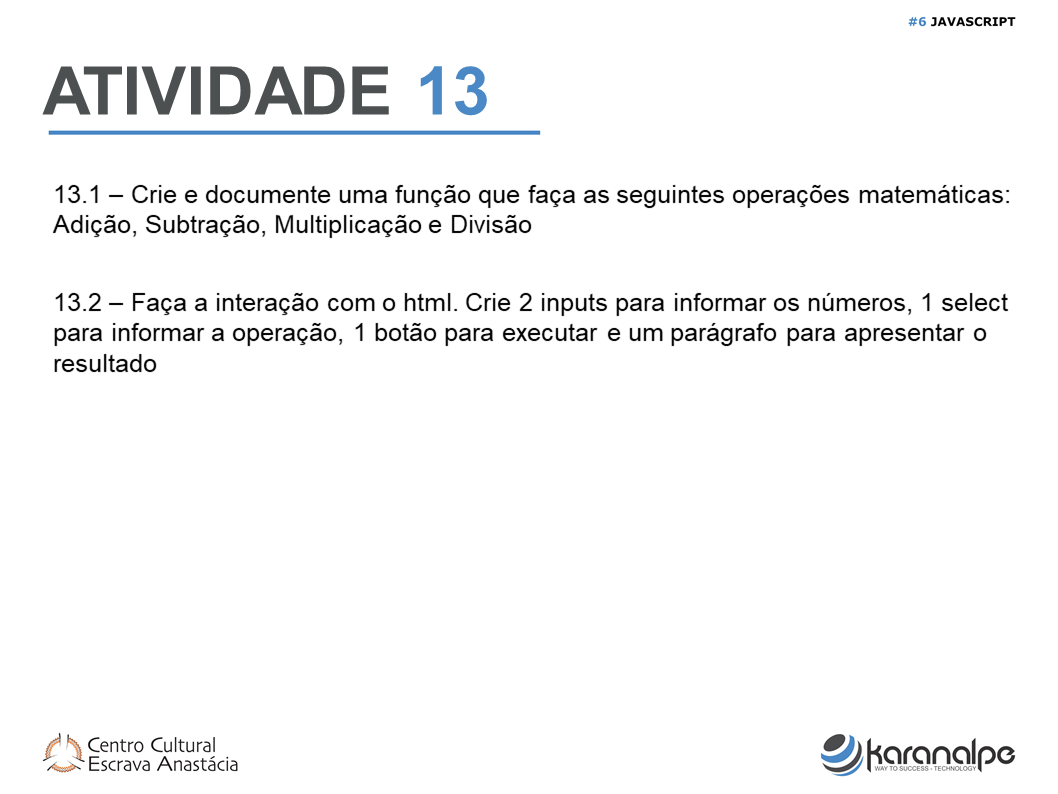 #6 JAVASCRIPT
ATIVIDADE 13
13.1 – Crie e documente uma função que faça as seguintes operações matemáticas:
Adição, Subtração, Multiplicação e Divisão
13.2 – Faça a interação com o html. Crie 2 inputs para informar os números, 1 select
para informar a operação, 1 botão para executar e um parágrafo para apresentar o
resultado
Centro Cultural
Escrava Anastácia
karanalpe
WAY TO SUCCESS - TECHNOLOGY